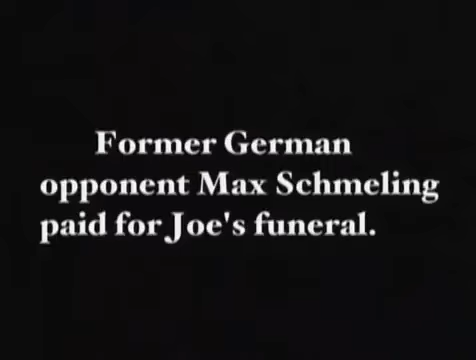 Former German
opponent Max Schmeling
paid for Joe's funeral.